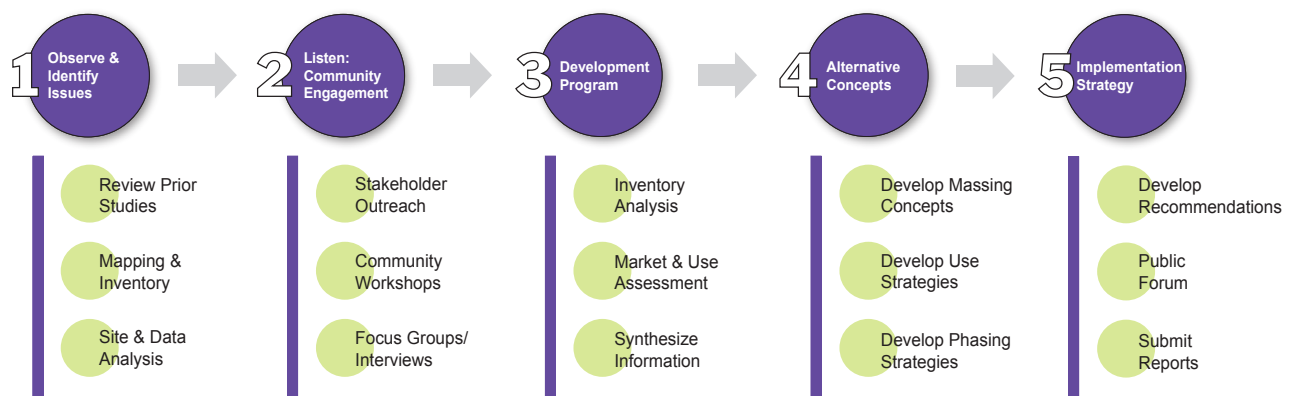 1
Observe &
Identify
Issues
2
Listen:
Community
Engagement
3
Development
Program
4
Alternative
Concepts
5
Implementation
Strategy
Review Prior
Studies
Mapping &
Inventory
Site & Data
Analysis
Stakeholder
Outreach
Community
Workshops
Focus Groups/
Interviews
Inventory
Analysis
Market & Use
Assessment
Synthesize
Information
Develop Massing
Concepts
Develop Use
Strategies
Develop Phasing
Strategies
Develop
Recommendations
Public
Forum
Submit
Reports